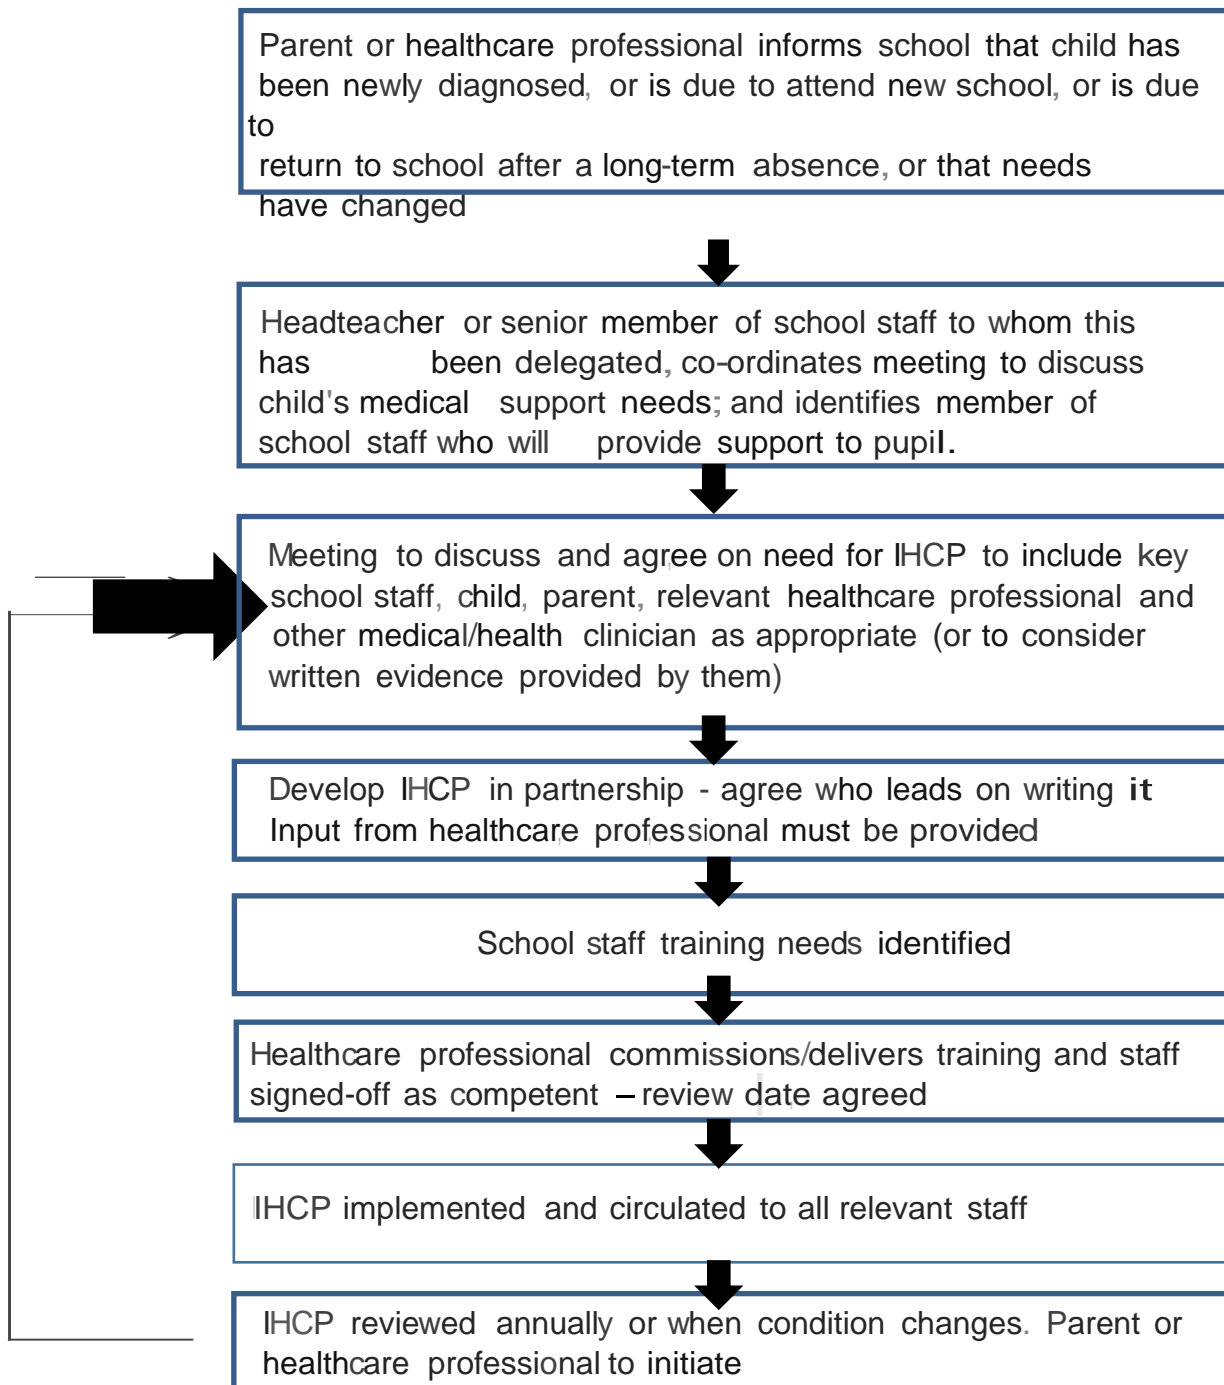 Parent or healthcare professional informs school that child has
been newly diagnosed, or is due to attend new school, or is due
to
return to school after a long-term absence, or that needs
have changed
Headteacher or senior member of school staff to whom this
has been delegated, co-ordinates meeting to discuss
child's medical support needs; and identifies member of
school staff who will provide support to pupil.
Meeting to discuss and agree on need for IHCP to include key
school staff, child, parent, relevant healthcare professional and
other medical/health clinician as appropriate (or to consider
written evidence provided by them)
Develop IHCP in partnership - agree who leads on writing it
Input from healthcare professional must be provided
School staff training needs identified
Healthcare professional commissions/delivers training and staff
signed-off as competent – review date agreed
IHCP implemented and circulated to all relevant staff
IHCP reviewed annually or when condition changes. Parent or
healthcare professional to initiate